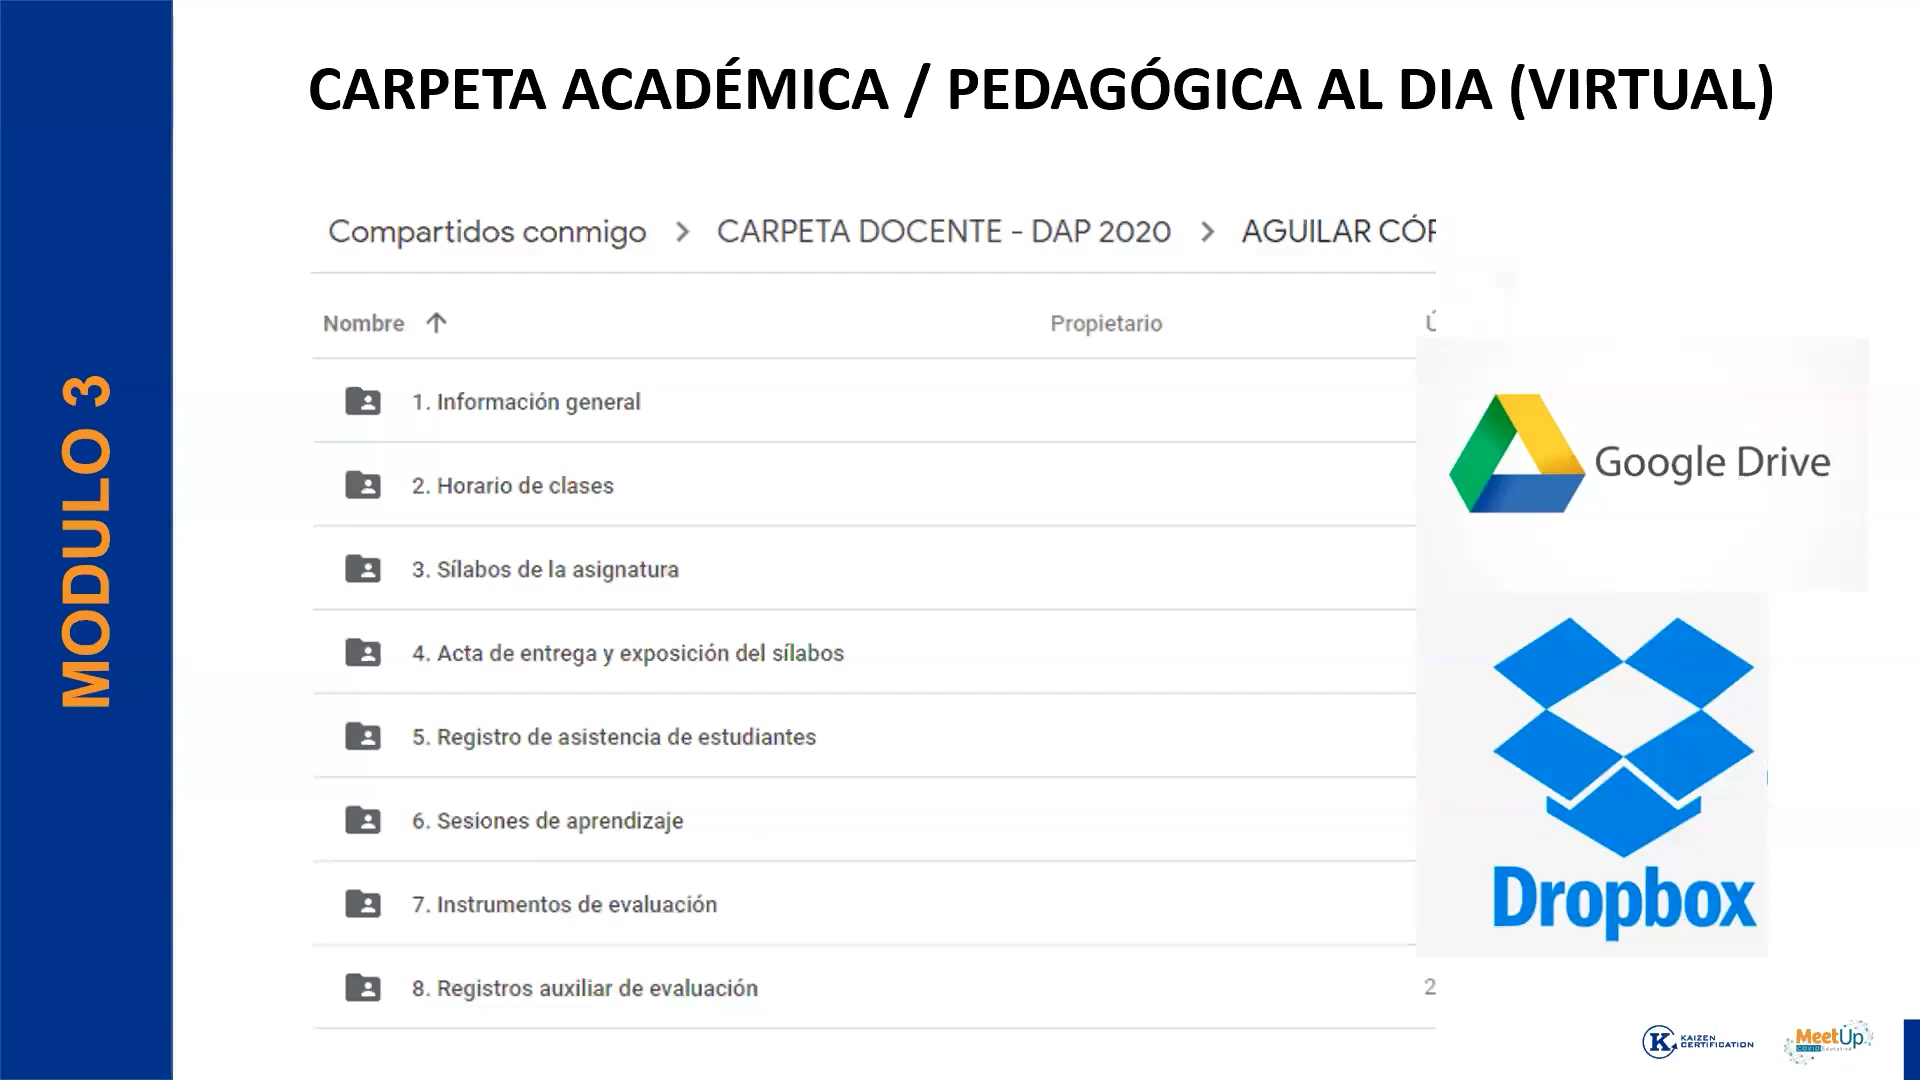 CARPETA ACADÉMICA / PEDAGÓGICA AL DIA (VIRTUAL)
MODULO 3
Compartidos conmigo > CARPETA DOCENTE - DAP 2020 > AGUILAR
Nombre ↑ Propietario
1. Información general
2. Horario de clases
3. Sílabos de la asignatura
4. Acta de entrega y exposición del sílabos
5. Registro de asistencia de estudiantes
6. Sesiones de aprendizaje
7. Instrumentos de evaluación
8. Registros auxiliar de evaluación 2
Google Drive
Dropbox
K KAIZEN
CERTIFICATION
MeetUp